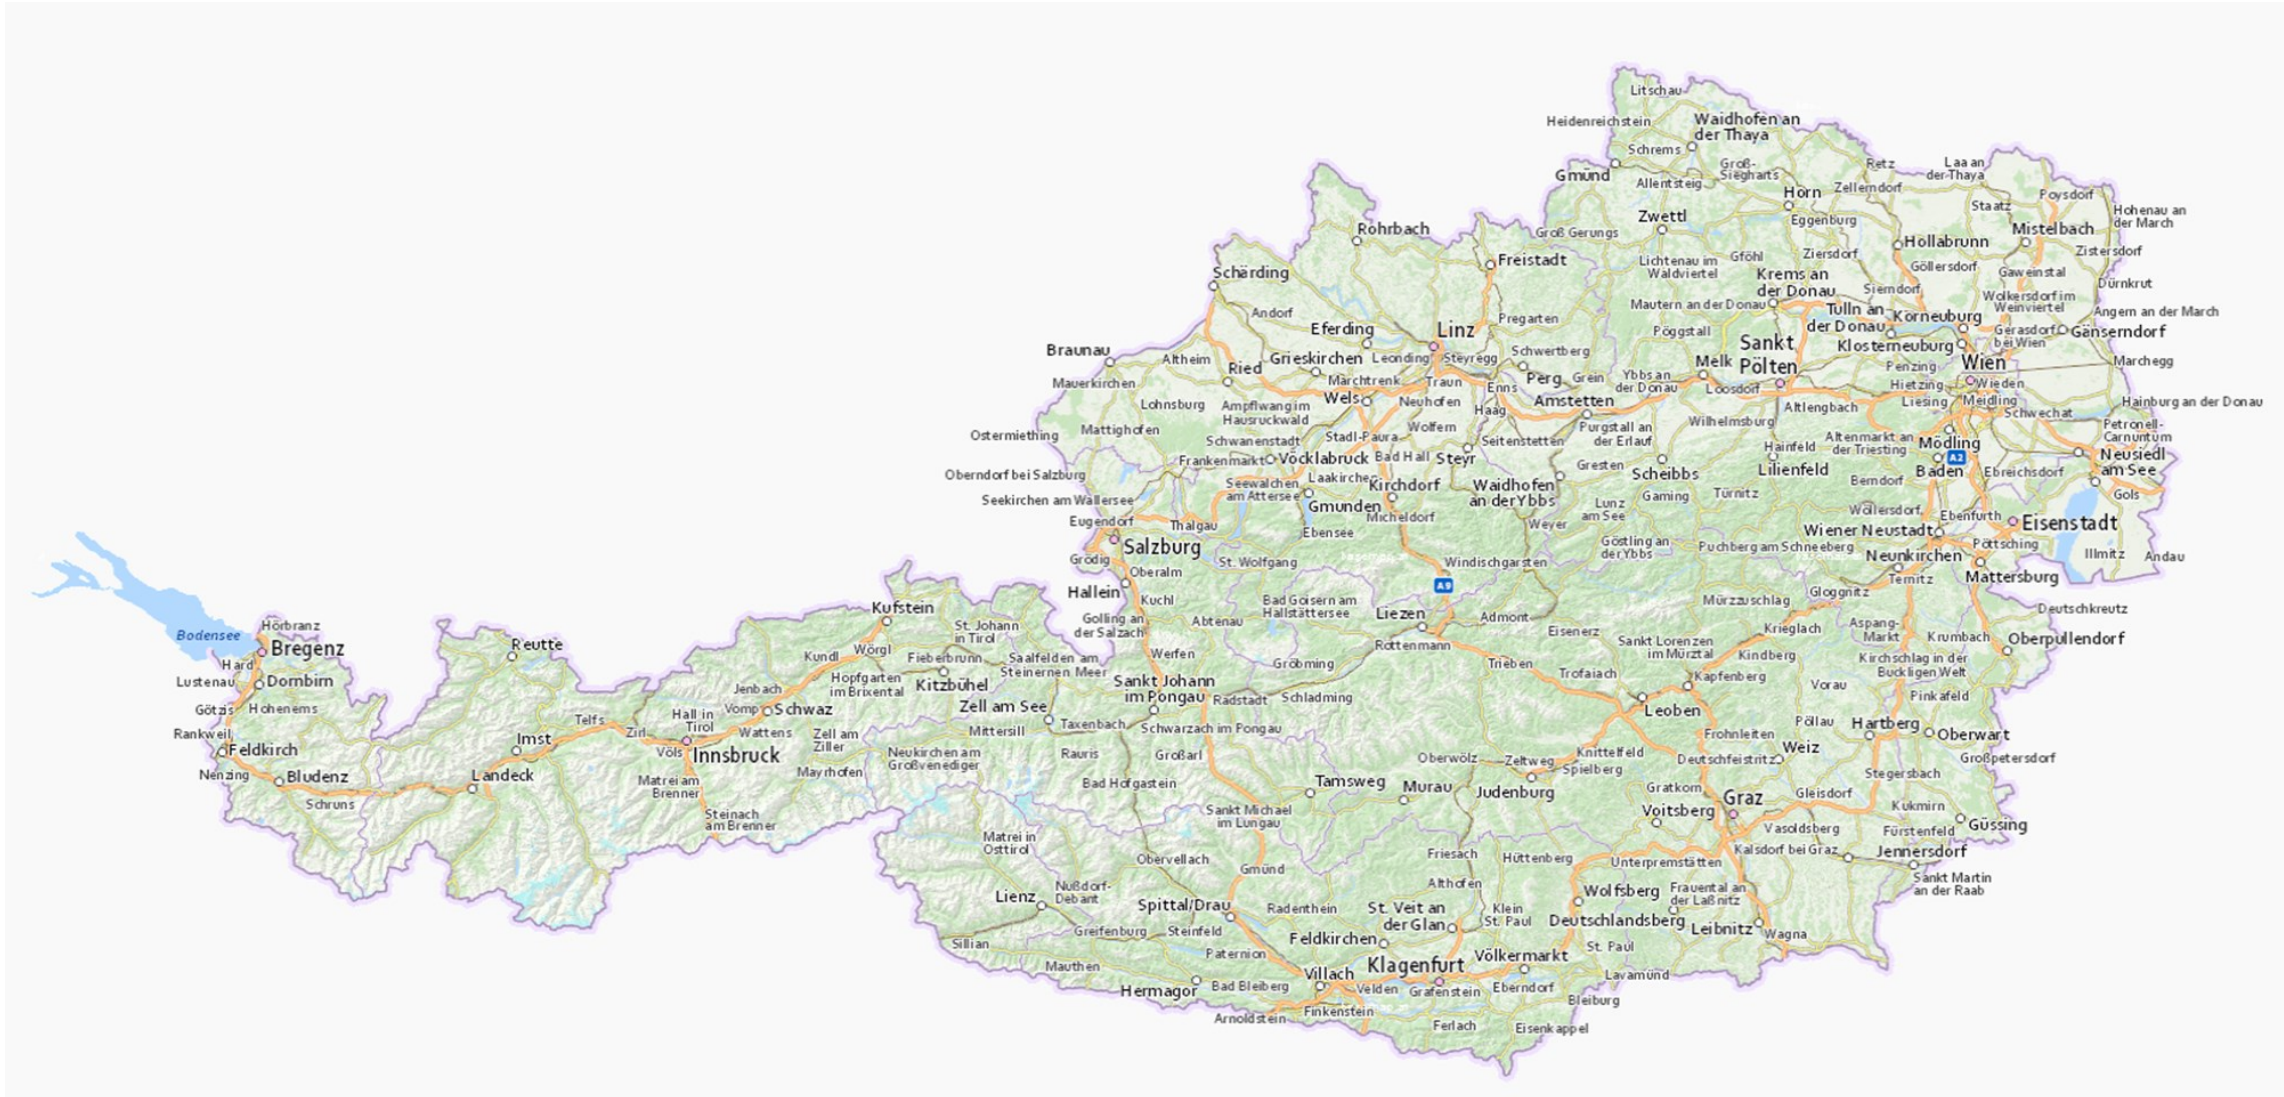 Litschau
Heidenreichstein
Waidhofen an
der Thaya
Schrems
Gmünd
Groß-
Siegharts
Allentsteig
Retz
Laa an
der Thaya
Horn
Zellerndorf
Poysdorf
Staatz
Hohenau an
der March
Zwettl
Eggenburg
Mistelbach
Rohrbach
Groß Gerungs
Hollabrunn
Zistersdorf
Freistadt
Lichtenau im
Waldviertel
Gföhl
Ziersdorf
Göllersdorf
Gaweinstal
Schärding
Krems an
der Donau
Dürnkrut
Sierndorf
Wolkersdorf im
Weinviertel
Mautern an der Donau
Tulln an
der Donau
Korneuburg
Angern an der March
Andorf
Pregarten
Eferding
Linz
Pöggstall
Gerasdorf
bei Wien
Gänserndorf
Sankt
Pölten
Klosterneuburg
Braunau
Altheim
Grieskirchen
Leonding
Steyregg
Schwertberg
Melk
Wien
Marchegg
Ried
Penzing
Mauerkirchen
Marchtrenk
Traun
Enns
Perg
Grein
Ybbs an
der Donau
Loosdorf
Hietzing
Wieden
Wels
Neuhofen
Haag
Amstetten
Altlengbach
Liesing
Meidling
Schwechat
Hainburg an der Donau
Lohnsburg
Ampflwang im
Hausruckwald
Wilhelmsburg
Ostermiething
Mattighofen
Schwanenstadt
Stadl-Paura
Wolfern
Seitenstetten
Purgstall an
der Erlauf
Hainfeld
Altenmarkt an
der Triesting
Mödling
Petronell-
Carnuntum
Frankenmarkt
Vöcklabruck
Bad Hall
Steyr
Gresten
Scheibbs
Lilienfeld
Baden
A2
Ebreichsdorf
Neusiedl
am See
Oberndorf bei Salzburg
Seewalchen
am Attersee
Kirchdorf
Waidhofen
an der Ybbs
Gaming
Türnitz
Berndorf
Gols
Seekirchen am Wallersee
Gmunden
Lunz
am See
Wöllersdorf
Ebenfurth
Eugendorf
Thalgau
Micheldorf
Weyer
Eisenstadt
Ebensee
Wiener Neustadt
Salzburg
Göstling an
der Ybbs
Puchberg am Schneeberg
Pöttsching
Illmitz
Andau
Grödig
St. Wolfgang
Windischgarsten
Neunkirchen
Oberalm
Ternitz
Mattersburg
Hallein
A9
Kuchl
Bad Goisern am
Hallstättersee
Liezen
Mürzzuschlag
Gloggnitz
Deutschkreutz
Kufstein
Golling an
der Salzach
Abtenau
Admont
Eisenerz
Krieglach
Aspang-
Markt
Krumbach
Oberpullendorf
Bodensee
Hörbranz
Bregenz
Reutte
St. Johann
in Tirol
Rottenmann
Sankt Lorenzen
im Mürztal
Kundl
Wörgl
Fieberbrunn
Saalfelden am
Steinernen Meer
Werfen
Gröbming
Trieben
Kindberg
Kirchschlag in der
Buckligen Welt
Hard
Dornbirn
Lustenau
Hopfgarten
im Brixental
Kitzbühel
Sankt Johann
im Pongau
Trofaiach
Kapfenberg
Vorau
Pinkafeld
Jenbach
Radstadt
Schladming
Götzis
Hohenems
Vomp
Schwaz
Zell am See
Leoben
Telfs
Hall in
Tirol
Taxenbach
Schwarzach im Pongau
Pöllau
Hartberg
Oberwart
Rankweil
Zirl
Wattens
Zell am
Ziller
Mittersill
Frohnleiten
Feldkirch
Imst
Völs
Innsbruck
Neukirchen am
Großvenediger
Rauris
Großarl
Oberwölz
Zeltweg
Knittelfeld
Deutschfeistritz
Weiz
Großpetersdorf
Nenzing
Bludenz
Landeck
Matrei am
Brenner
Mayrhofen
Bad Hofgastein
Tamsweg
Murau
Judenburg
Spielberg
Gratkorn
Stegersbach
Schruns
Graz
Gleisdorf
Kukmirn
Steinach
am Brenner
Sankt Michael
im Lungau
Voitsberg
Vasoldsberg
Fürstenfeld
Güssing
Matrei in
Osttirol
Obervellach
Friesach
Hüttenberg
Unterpremstätten
Kalsdorf bei Graz
Jennersdorf
Gmünd
Sankt Martin
an der Raab
Lienz
Nußdorf-
Debant
Althofen
Wolfsberg
Frauental an
der Laßnitz
Spittal/Drau
Radenthein
St. Veit an
der Glan
Klein
St. Paul
Deutschlandsberg
Leibnitz
Wagna
Greifenburg
Steinfeld
Sillian
Feldkirchen
St. Paul
Paternion
Völkermarkt
Mauthen
Villach
Klagenfurt
Lavamünd
Hermagor
Bad Bleiberg
Velden
Grafenstein
Eberndorf
Bleiburg
Arnoldstein
Finkenstein
Ferlach
Eisenkappel